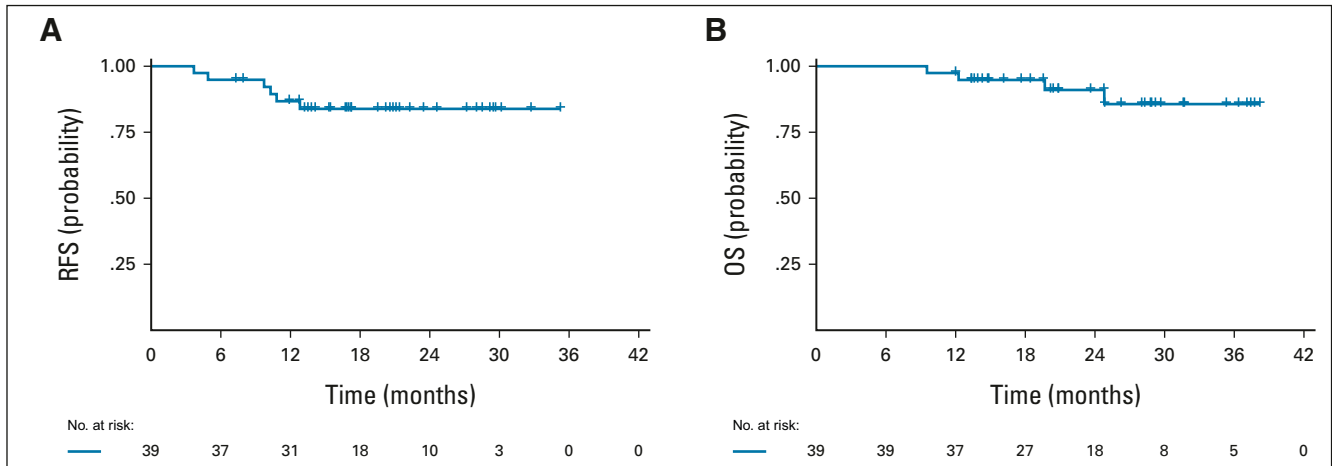 A
1.00
.75
.50
.25
RFS (probability)
0 6 12 18 24 30 36 42
Time (months)
No. at risk:
39 37 31 18 10 3 0 0
B
1.00
.75
.50
.25
OS (probability)
0 6 12 18 24 30 36 42
Time (months)
No. at risk:
39 39 37 27 18 8 5 0